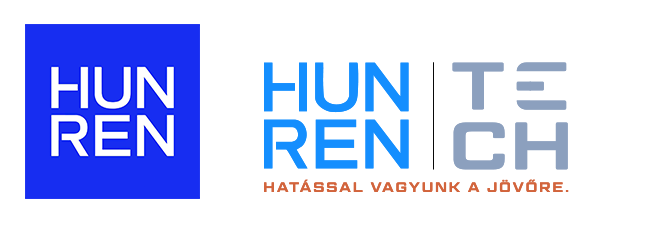 HUN
REN
HUN
REN
TE
CH
HATÁSSAL VAGYUNK A JÖVŐRE.